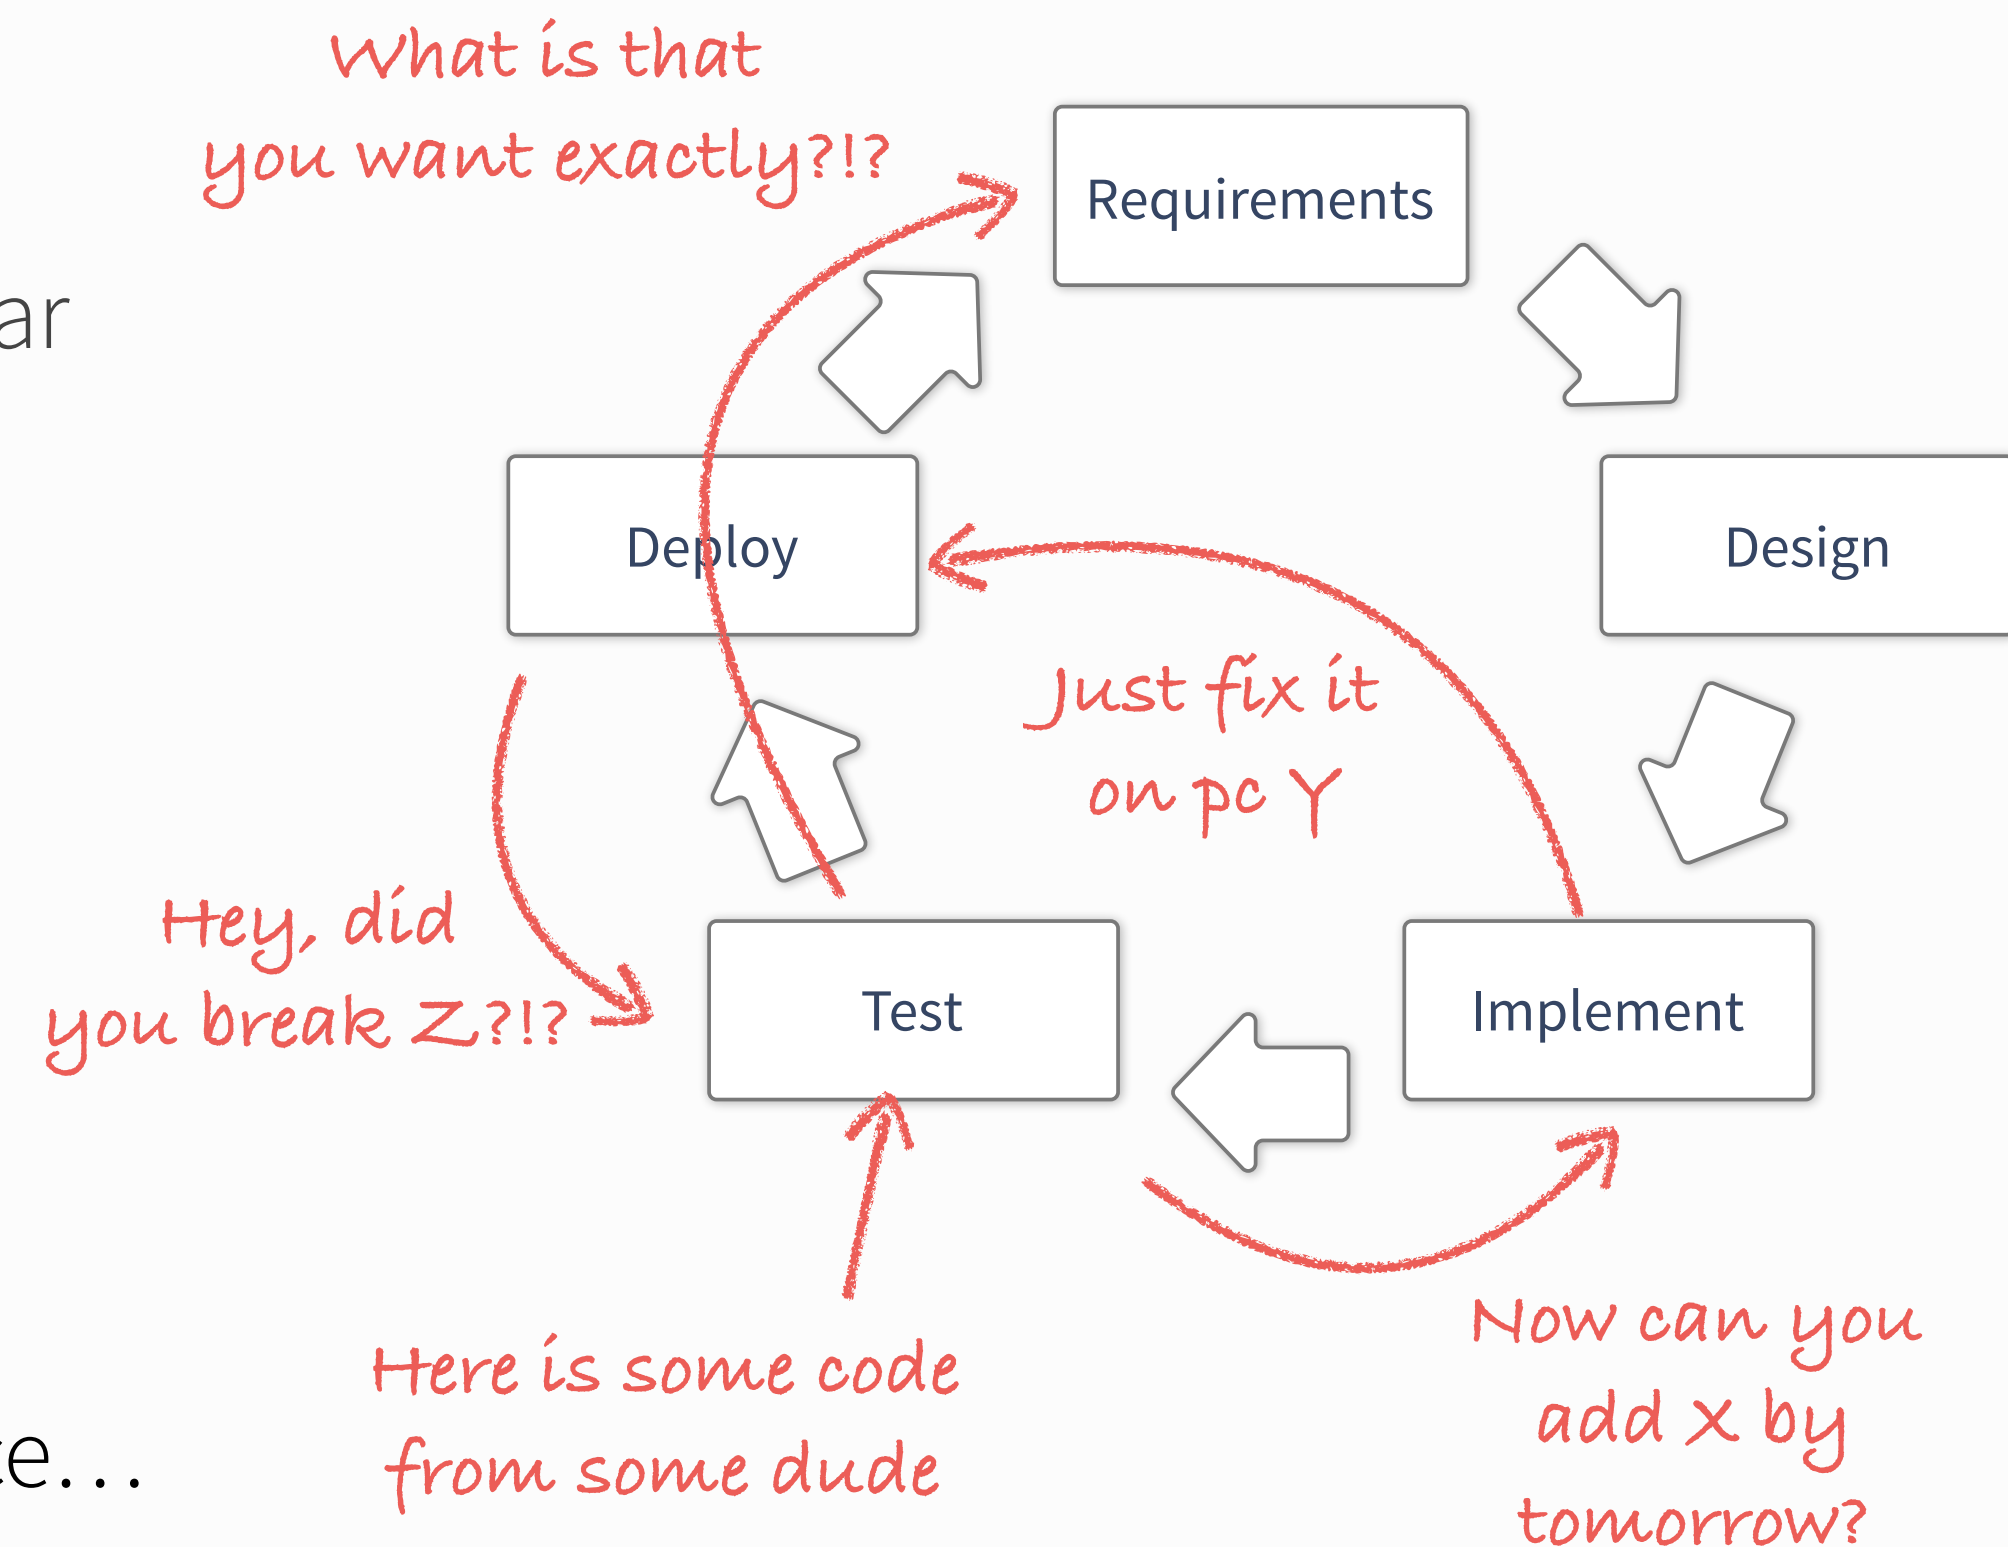 What is that
you want exactly?!?
Requirements
ar
Deploy
Design
Just fix it
on pc Y
Hey, did
you break Z?!?
Test
Implement
Here is some code
from some dude
Now can you
add X by
tomorrow?
e...